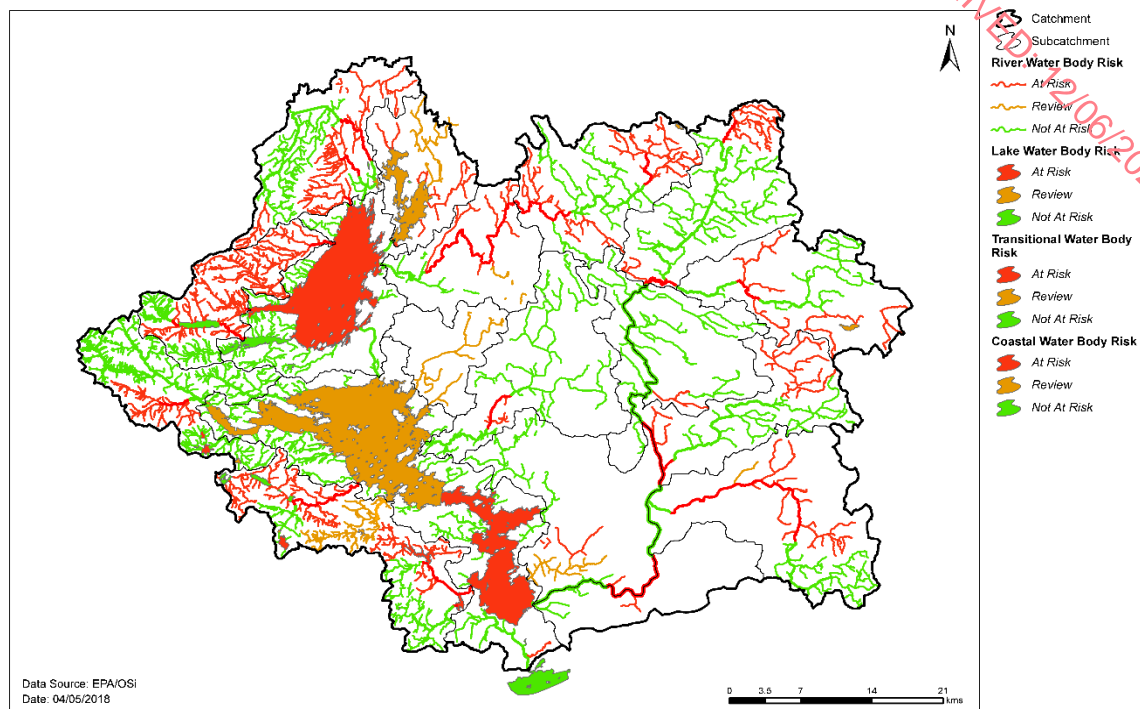 N
Catchment
Subcatchment
River Water Body Risk
At Risk
Review
Not At Risk
Lake Water Body Risk
At Risk
Review
Not At Risk
Transitional Water Body
Risk
At Risk
Review
Not At Risk
Coastal Water Body Risk
At Risk
Review
Not At Risk
Data Source: EPA/OSi
Date: 04/05/2018
0 3.5 7 14 21
kms